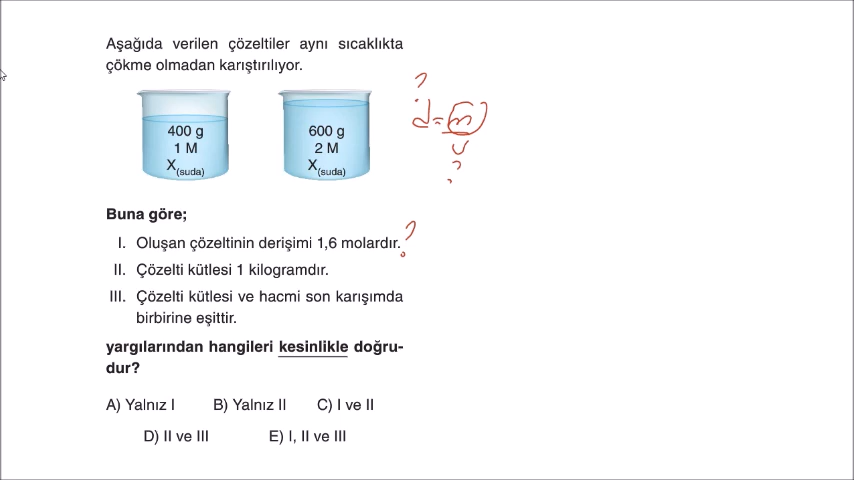 Aşağıda verilen çözeltiler aynı sıcaklıkta
çökme olmadan karıştırılıyor.
400 g
1 M
X(suda)
600 g
2 M
X(suda)
?
d = m
v
?
Buna göre;
I. Oluşan çözeltinin derişimi 1,6 molardır. ?
II. Çözelti kütlesi 1 kilogramdır.
III. Çözelti kütlesi ve hacmi son karışımda
birbirine eşittir.
yargılarından hangileri kesinlikle doğru-
dur?
A) Yalnız I B) Yalnız II C) I ve II
D) II ve III E) I, II ve III